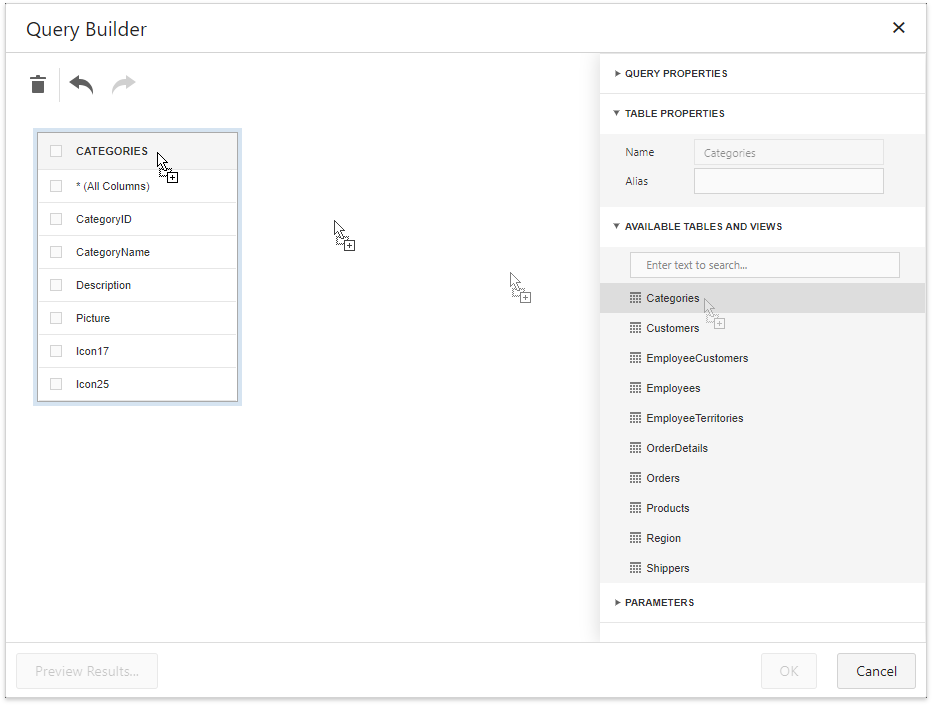 Query Builder
CATEGORIES
* (All Columns)
CategoryID
CategoryName
Description
Picture
Icon17
Icon25
QUERY PROPERTIES
TABLE PROPERTIES
Name Categories
Alias
AVAILABLE TABLES AND VIEWS
Enter text to search...
Categories
Customers
EmployeeCustomers
Employees
EmployeeTerritories
OrderDetails
Orders
Products
Region
Shippers
PARAMETERS
Preview Results... OK Cancel